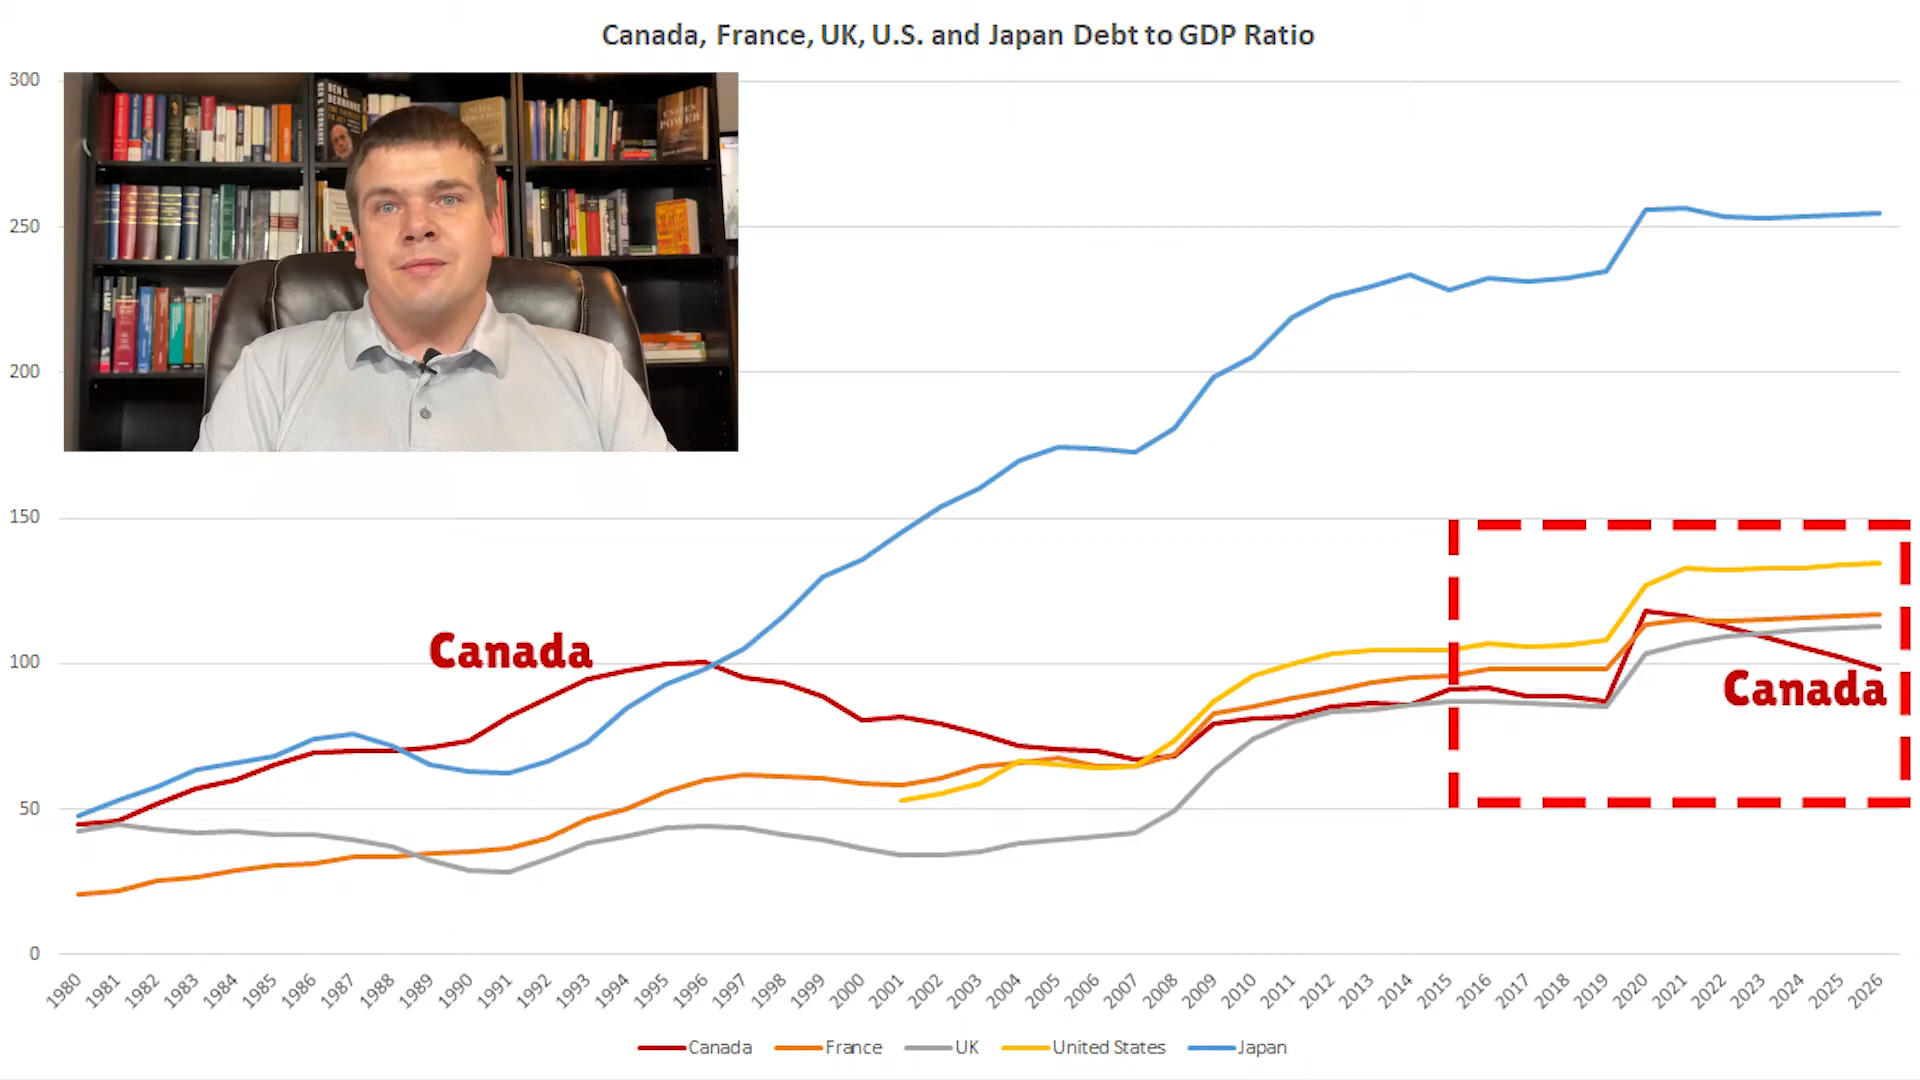 Canada, France, UK, U.S. and Japan Debt to GDP Ratio
300
250
200
150
100
50
0
BEN S.
BERNANKE
POWER
Canada
Canada
1980 1981 1982 1983 1984 1985 1986 1987 1988 1989 1990 1991 1992 1993 1994 1995 1996 1997 1998 1999 2000 2001 2002 2003 2004 2005 2006 2007 2008 2009 2010 2011 2012 2013 2014 2015 2016 2017 2018 2019 2020 2021 2022 2023 2024 2025 2026
Canada France UK United States Japan